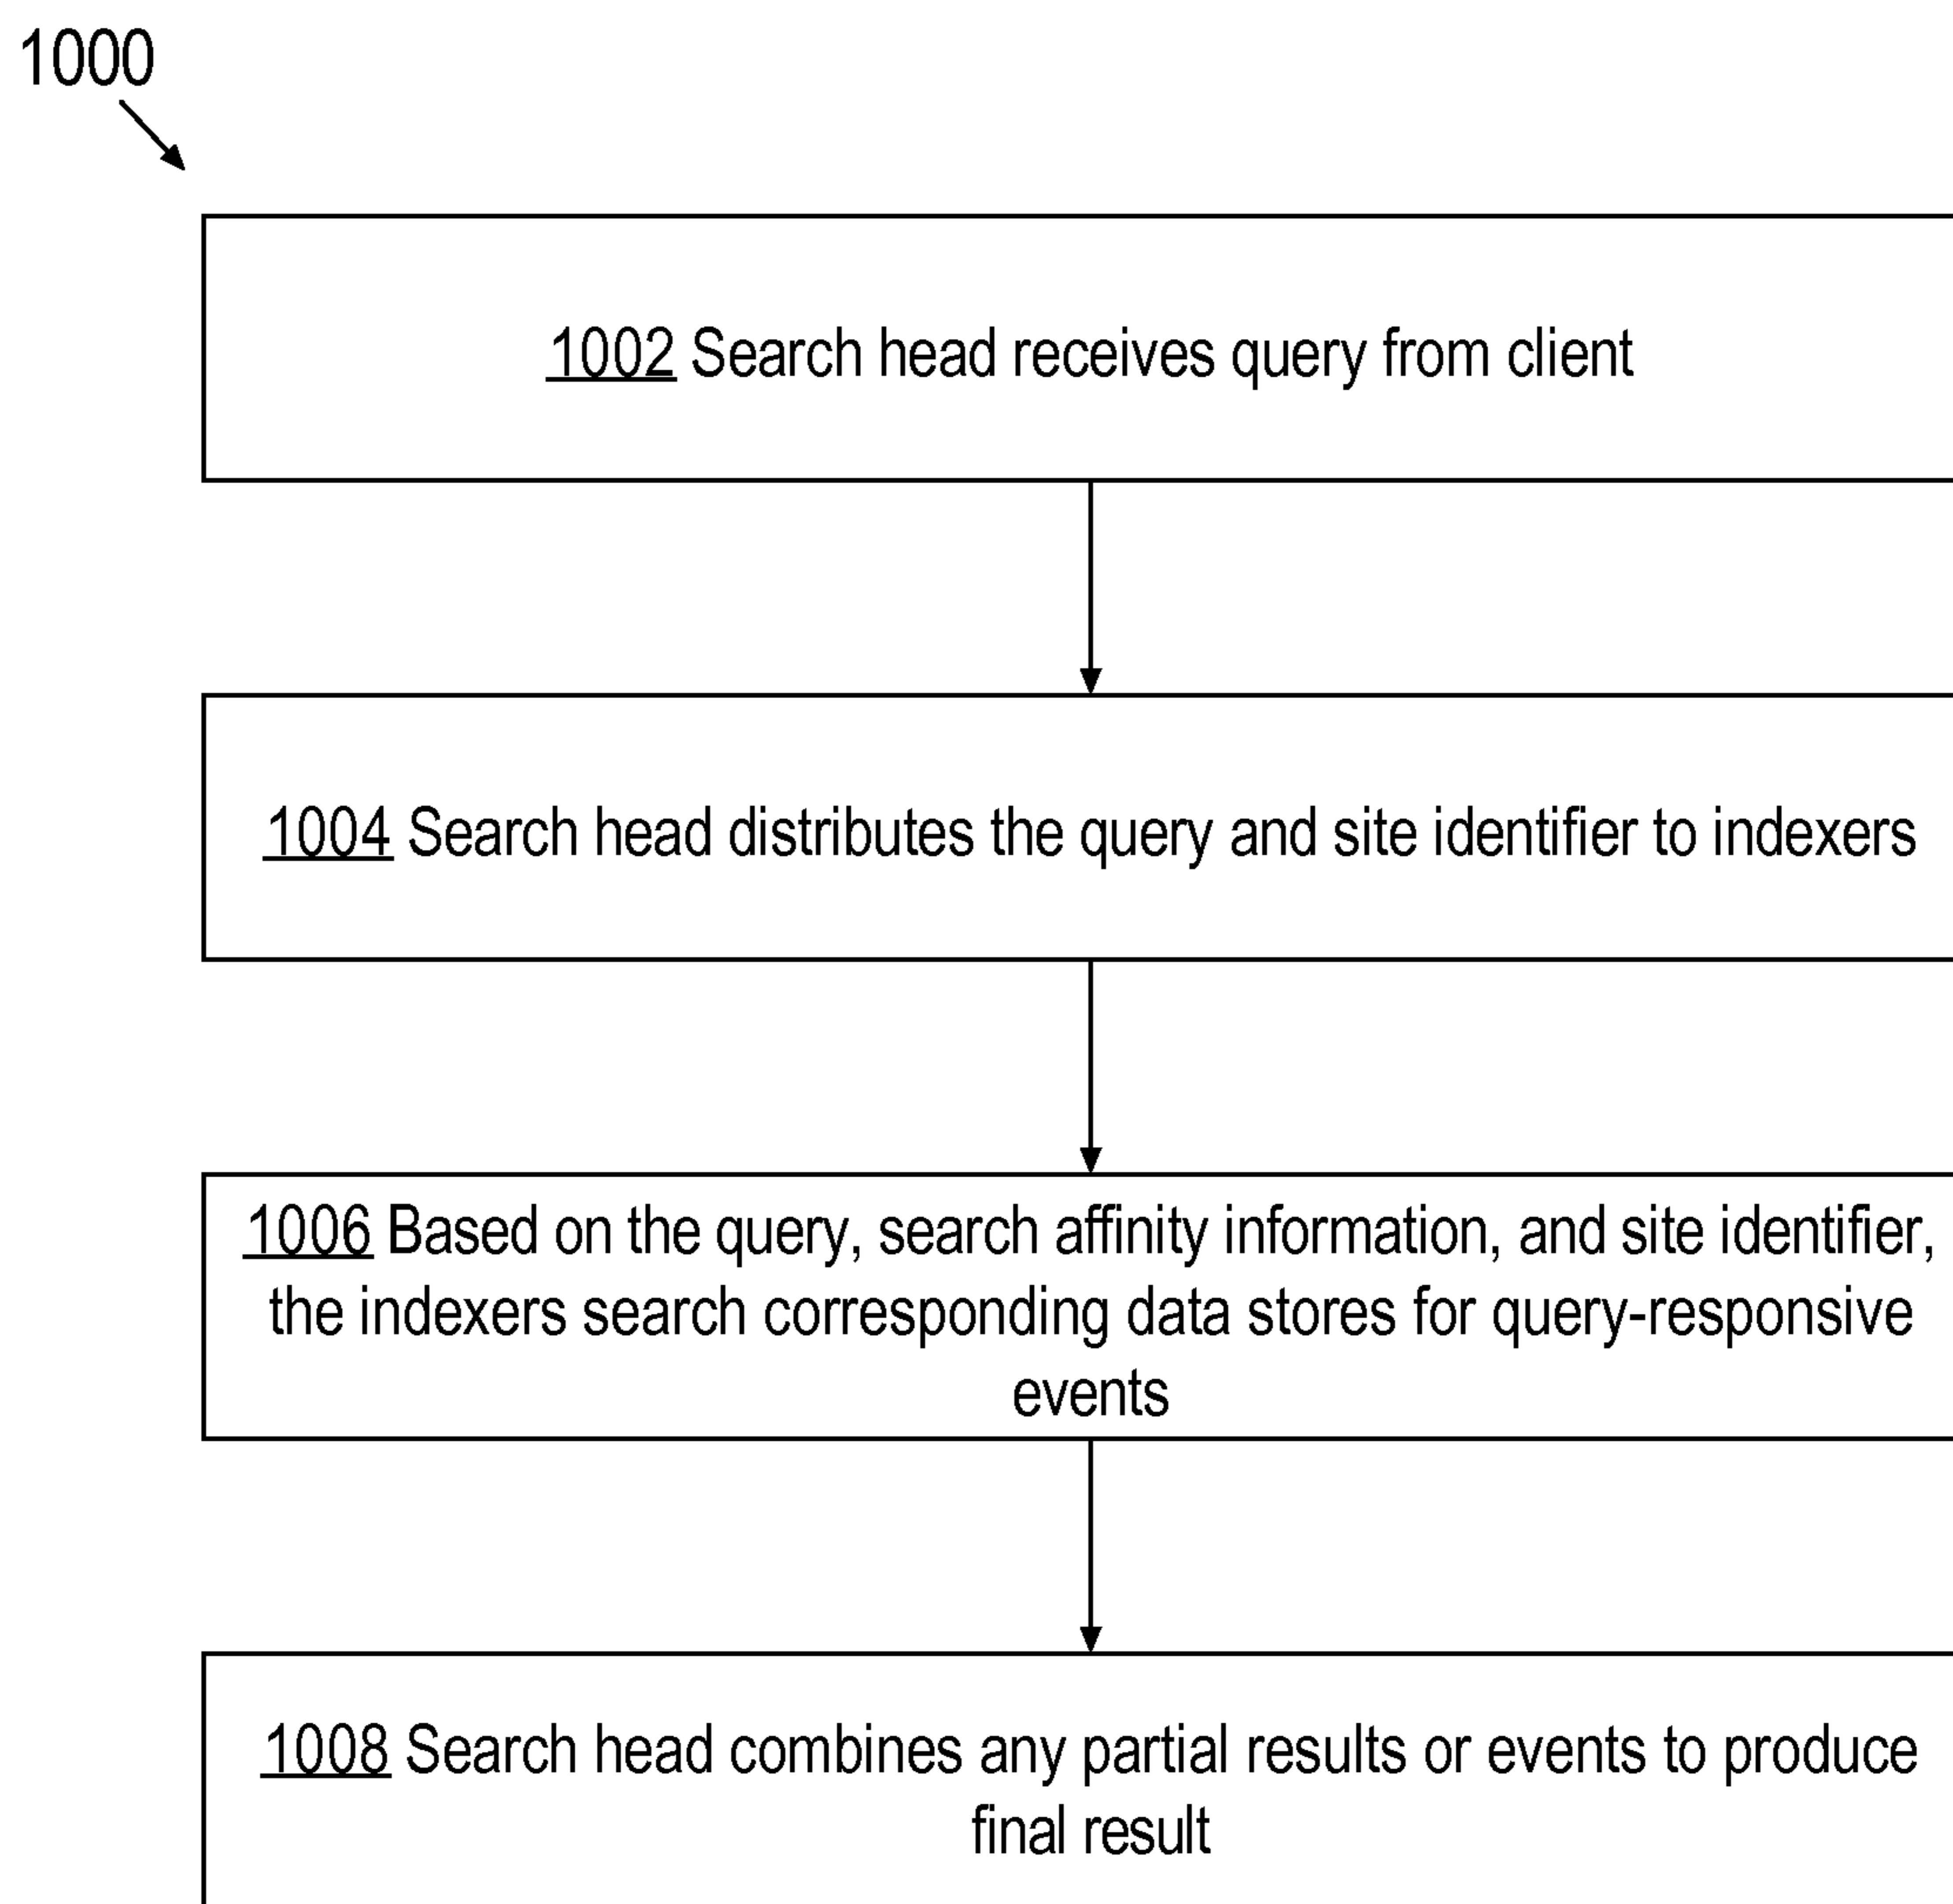 1000
1002 Search head receives query from client
1004 Search head distributes the query and site identifier to indexers
1006 Based on the query, search affinity information, and site identifier,
the indexers search corresponding data stores for query-responsive
events
1008 Search head combines any partial results or events to produce
final result